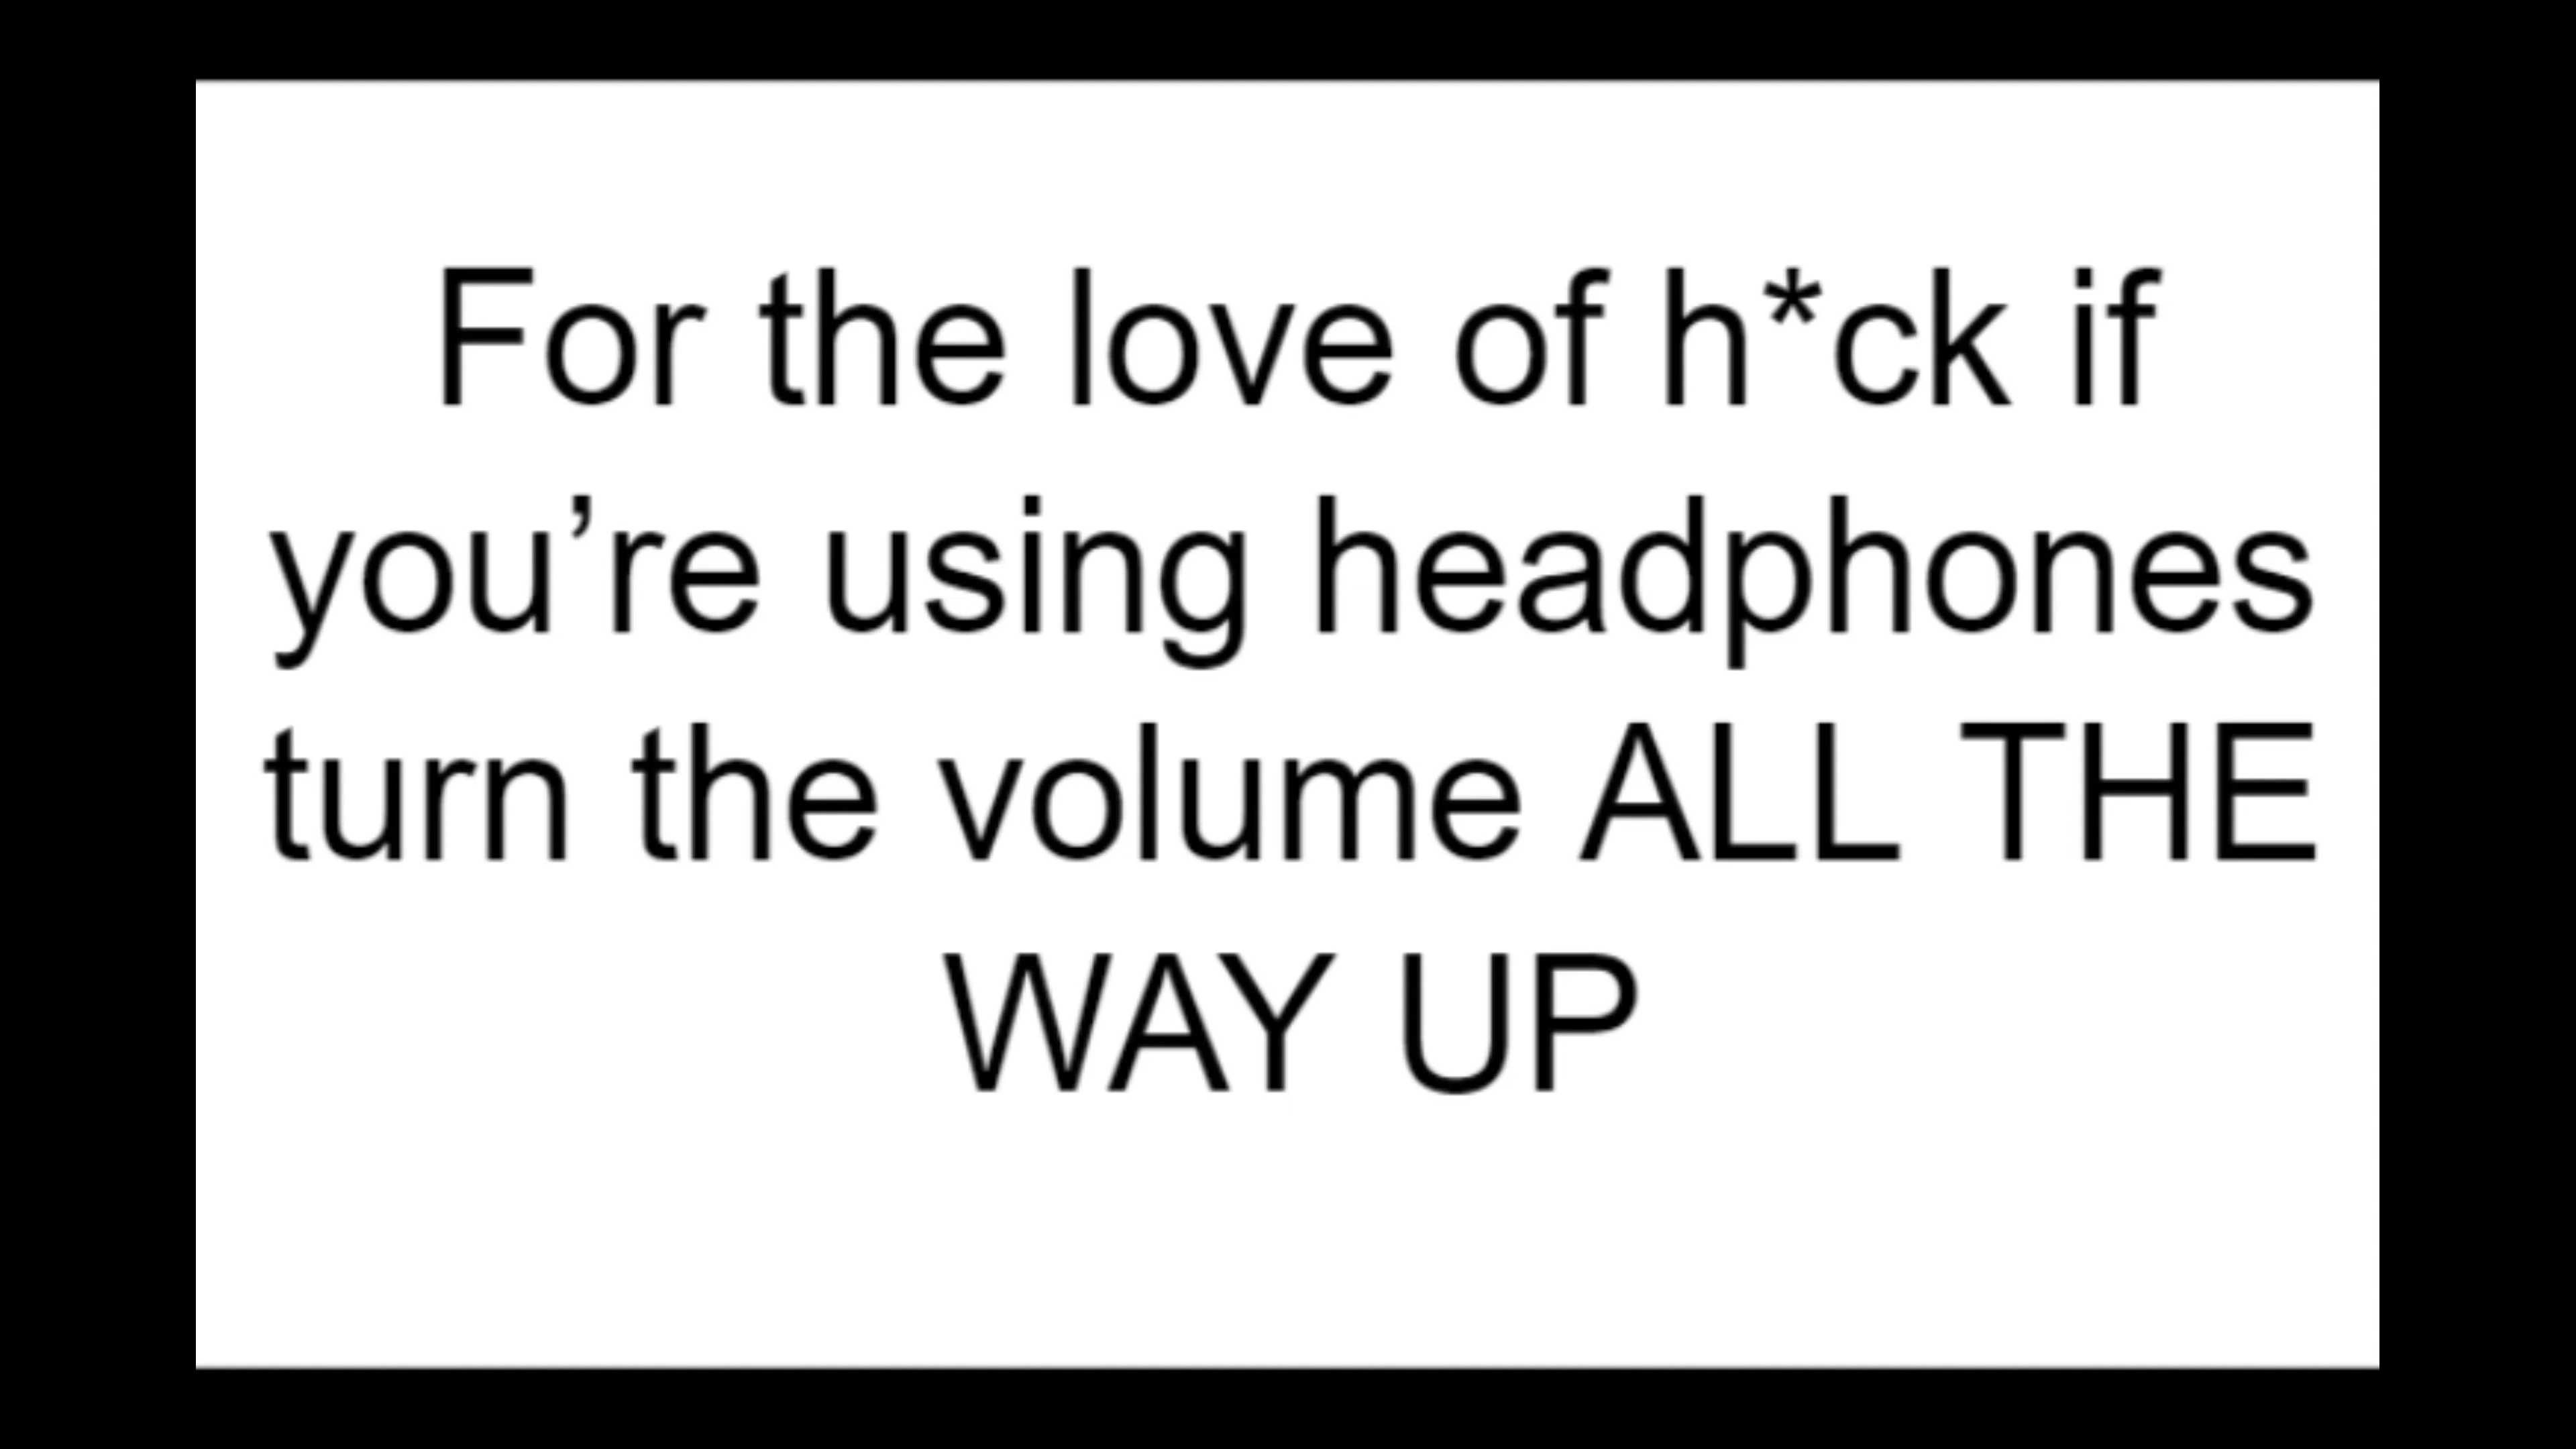 For the love of h*ck if
you’re using headphones
turn the volume ALL THE
WAY UP